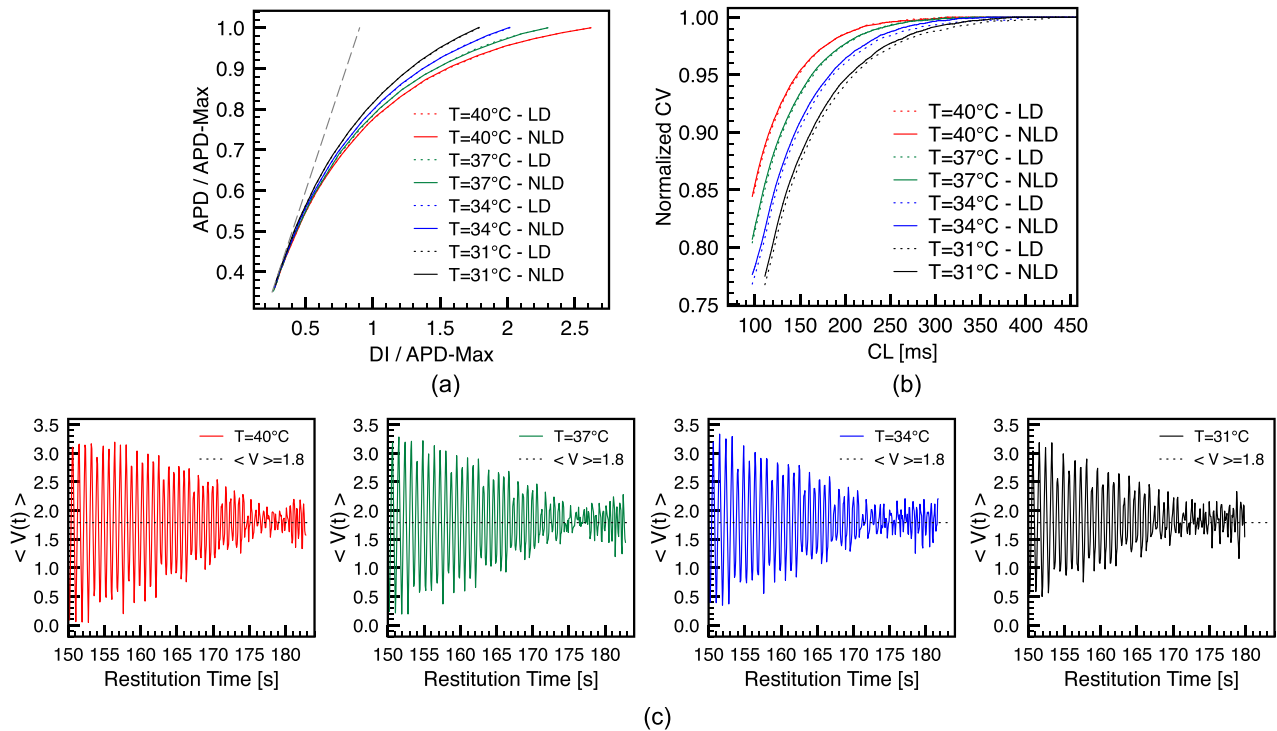 1.0
0.9
0.8
0.7
0.6
0.5
0.4
APD / APD-Max
T=40°C - LD
T=40°C - NLD
T=37°C - LD
T=37°C - NLD
T=34°C - LD
T=34°C - NLD
T=31°C - LD
T=31°C - NLD
0.5 1 1.5 2 2.5
DI / APD-Max
(a)
1.00
0.95
0.90
0.85
0.80
0.75
Normalized CV
T=40°C - LD
T=40°C - NLD
T=37°C - LD
T=37°C - NLD
T=34°C - LD
T=34°C - NLD
T=31°C - LD
T=31°C - NLD
100 150 200 250 300 350 400 450
CL [ms]
(b)
3.5
3.0
2.5
2.0
1.5
1.0
0.5
0.0
< V(t) >
T=40°C
< V >=1.8
150 155 160 165 170 175 180
Restitution Time [s]
3.5
3.0
2.5
2.0
1.5
1.0
0.5
0.0
< V(t) >
T=37°C
< V >=1.8
150 155 160 165 170 175 180
Restitution Time [s]
3.5
3.0
2.5
2.0
1.5
1.0
0.5
0.0
< V(t) >
T=34°C
< V >=1.8
150 155 160 165 170 175 180
Restitution Time [s]
3.5
3.0
2.5
2.0
1.5
1.0
0.5
0.0
< V(t) >
T=31°C
< V >=1.8
150 155 160 165 170 175 180
Restitution Time [s]
(c)